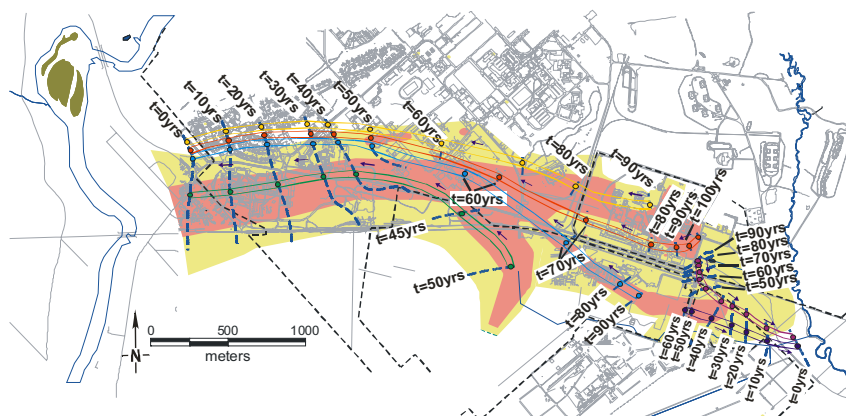 t=0yrs
t=10yrs
t=20yrs
t=30yrs
t=40yrs
t=50yrs
t=60yrs
t=80yrs
t=90yrs
t=80yrs
t=90yrs
t=100yrs
t=60yrs
t=45yrs
t=50yrs
t=70yrs
t=80yrs
t=90yrs
t=90yrs
t=80yrs
t=70yrs
t=60yrs
t=50yrs
t=60yrs
t=50yrs
t=40yrs
t=30yrs
t=20yrs
t=10yrs
t=0yrs
0 500 1000
meters
N